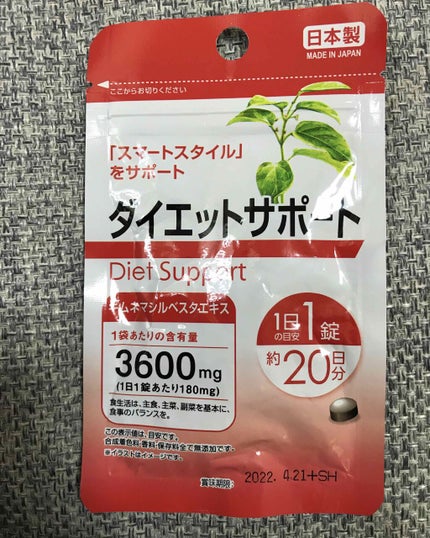 日本製
MADE IN JAPAN
ここからお切りください
「スマートスタイル」
をサポート
ダイエットサポート
Diet Support
ギムネマシルベスタエキス
1袋あたりの含有量
3600mg
(1日1錠あたり180mg)
1日の目安1錠
約20日分
食生活は、主食、主菜、副菜を基本に、
食事のバランスを。
この表示値は、目安です。
合成着色料・香料・保存料全て無添加です。
※イラストはイメージです。
賞味期限:
2022. 4.21+SH